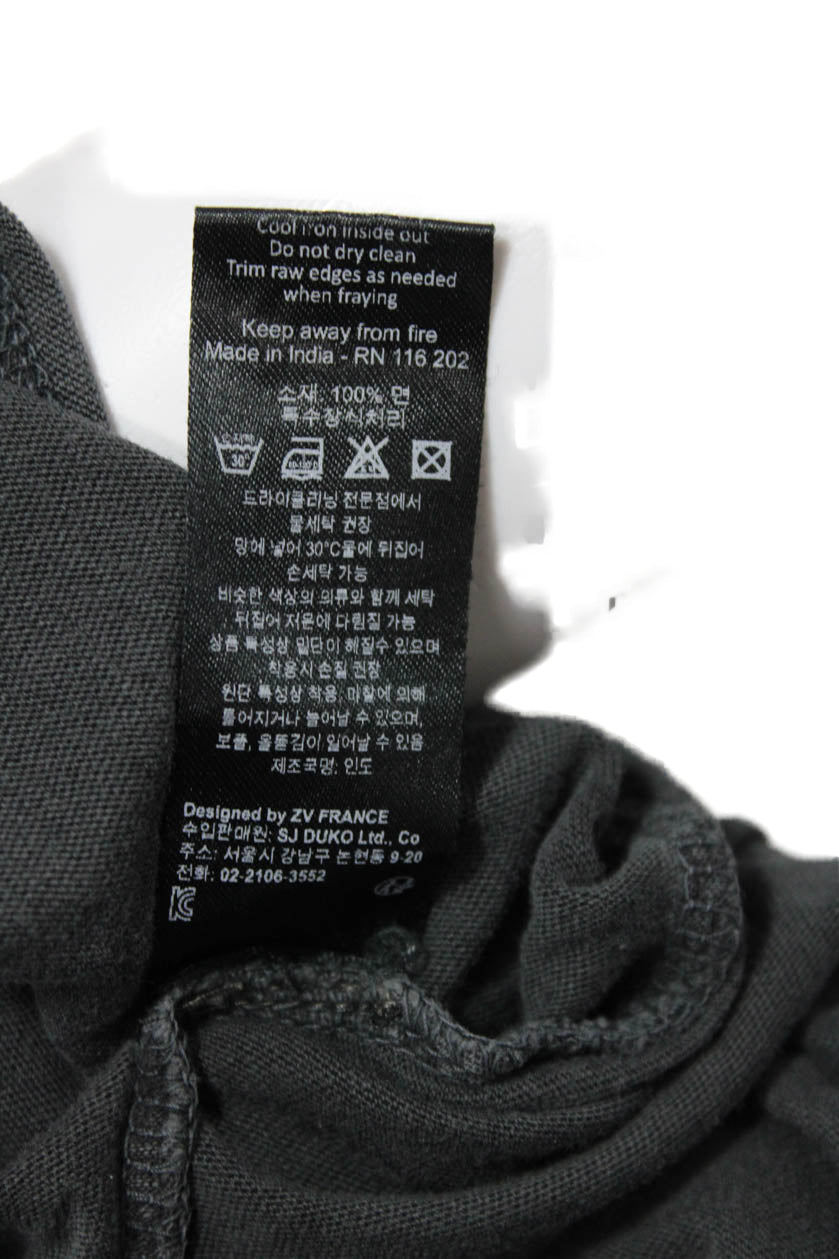 Cool iron inside out
Do not dry clean
Trim raw edges as needed
when fraying
Keep away from fire
Made in India - RN 116 202
소재: 100% 면
특수장식처리
손세탁
30°
80-120°C
드라이클리닝 전문점에서
물세탁 권장
망에 넣어 30°C물에 뒤집어
손세탁 가능
비슷한 색상의 의류와 함께 세탁
뒤집어 저온에 다림질 가능
상품 특성상 밑단이 해질수 있으며
착용시 손질 권장
원단 특성상 착용, 마찰에 의해
틀어지거나 늘어날 수 있으며,
보풀, 올뜯김이 일어날 수 있음
제조국명: 인도
Designed by ZV FRANCE
수입판매원: SJ DUKO Ltd., Co
주소: 서울시 강남구 논현동 9-20
전화: 02-2106-3552